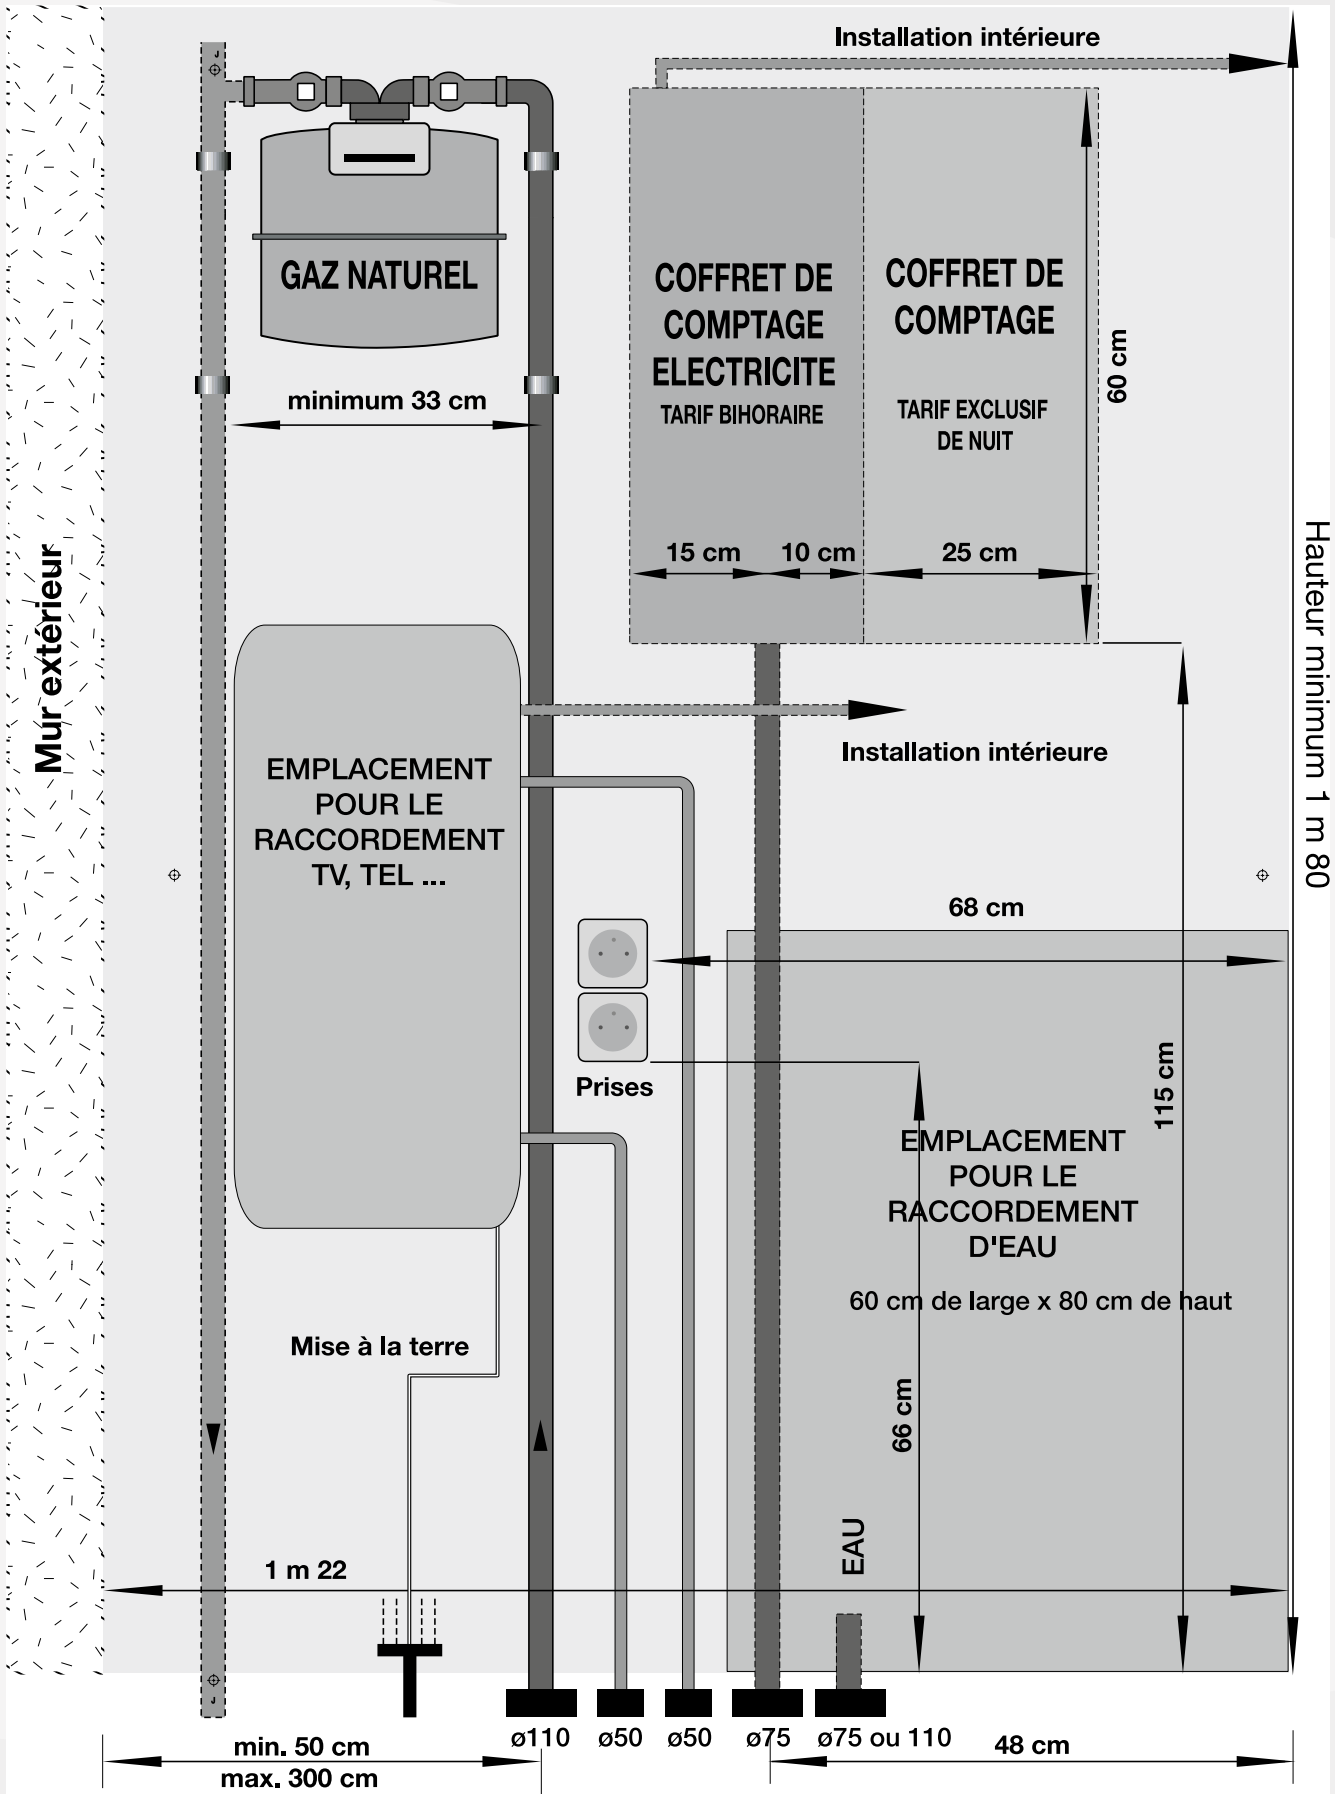 Installation intérieure
GAZ NATUREL
COFFRET DE
COMPTAGE
ELECTRICITE
TARIF BIHORAIRE
COFFRET DE
COMPTAGE
TARIF EXCLUSIF
DE NUIT
60 cm
minimum 33 cm
15 cm
10 cm
25 cm
Mur extérieur
Hauteur minimum 1 m 80
Installation intérieure
EMPLACEMENT
POUR LE
RACCORDEMENT
TV, TEL ...
68 cm
Prises
115 cm
EMPLACEMENT
POUR LE
RACCORDEMENT
D'EAU
60 cm de large x 80 cm de haut
Mise à la terre
66 cm
EAU
1 m 22
ø110
ø50
ø50
ø75
ø75 ou 110
min. 50 cm
max. 300 cm
48 cm